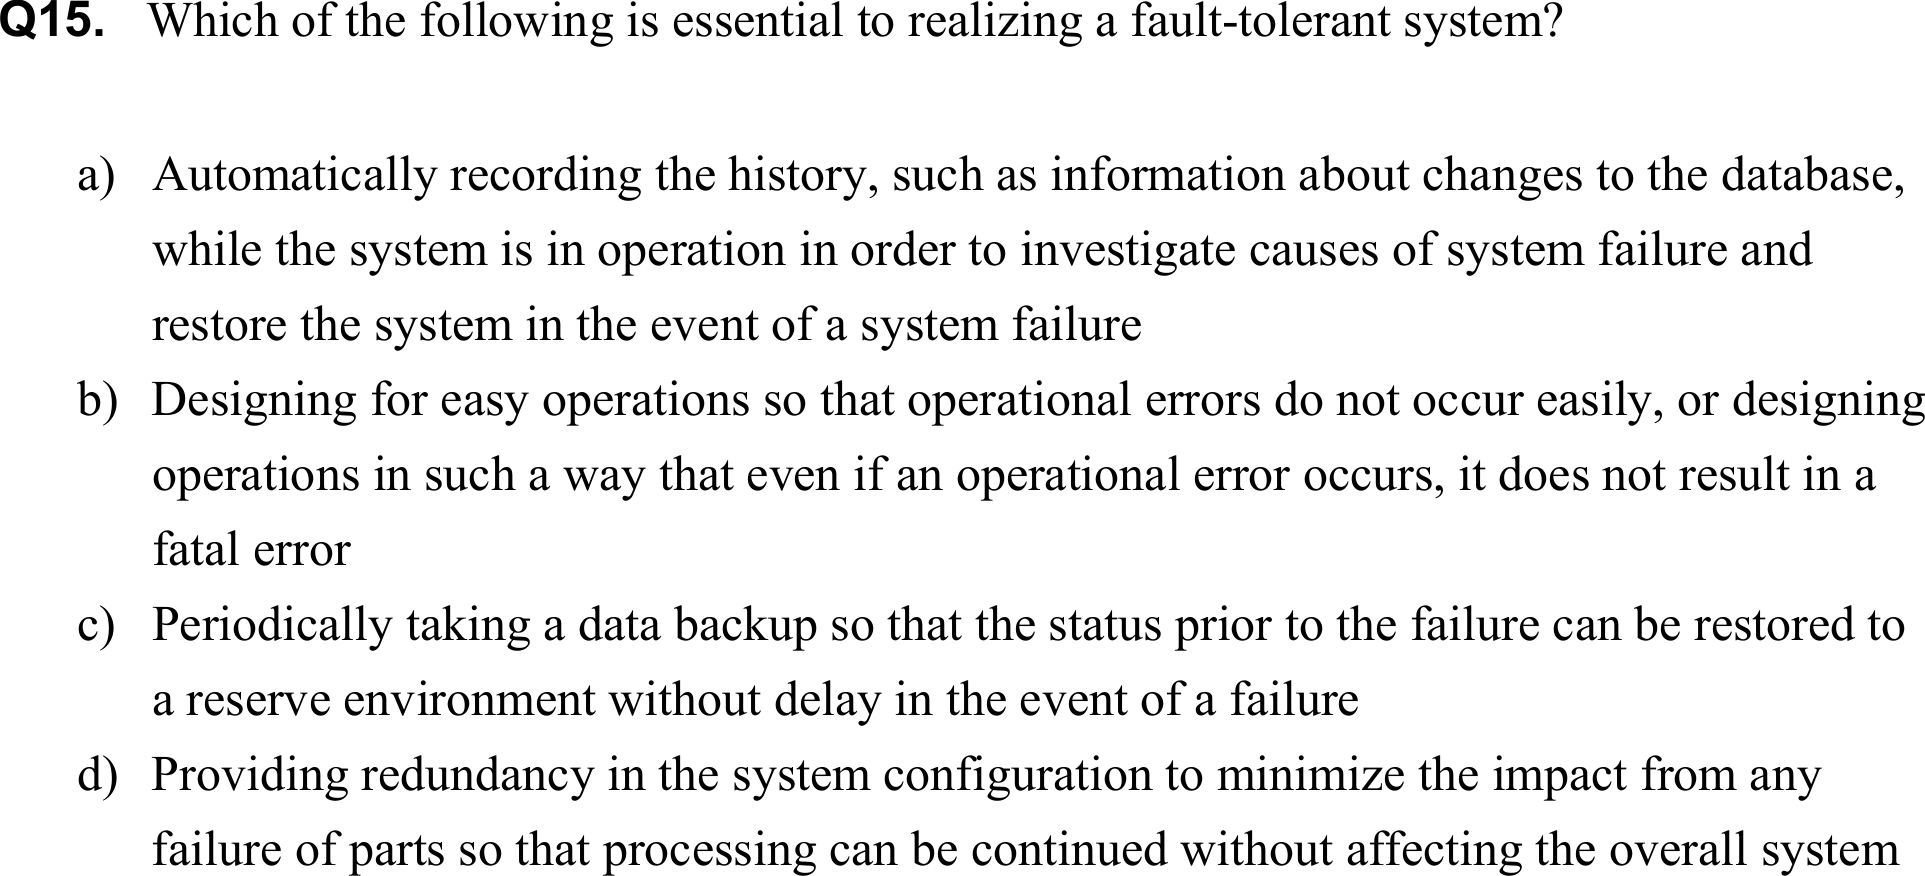 Q15. Which of the following is essential to realizing a fault-tolerant system?
a) Automatically recording the history, such as information about changes to the database,
while the system is in operation in order to investigate causes of system failure and
restore the system in the event of a system failure
b) Designing for easy operations so that operational errors do not occur easily, or designing
operations in such a way that even if an operational error occurs, it does not result in a
fatal error
c) Periodically taking a data backup so that the status prior to the failure can be restored to
a reserve environment without delay in the event of a failure
d) Providing redundancy in the system configuration to minimize the impact from any
failure of parts so that processing can be continued without affecting the overall system